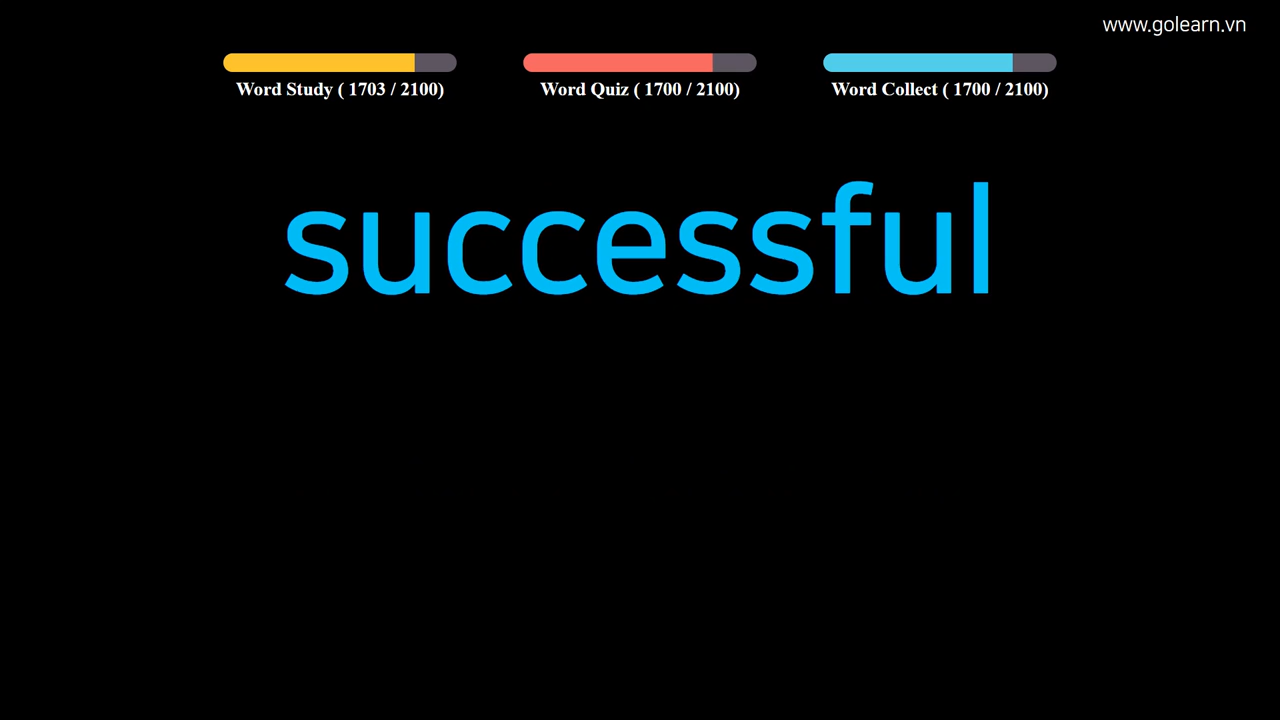 www.golearn.vn
Word Study ( 1703 / 2100)
Word Quiz ( 1700 / 2100)
Word Collect ( 1700 / 2100)
successful